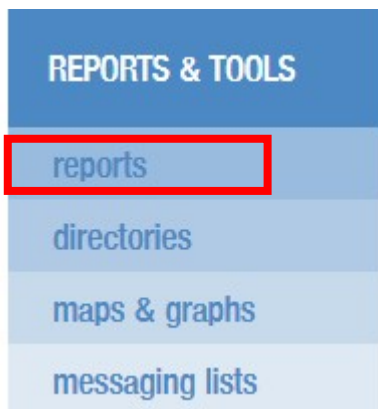 REPORTS & TOOLS
reports
directories
maps & graphs
messaging lists